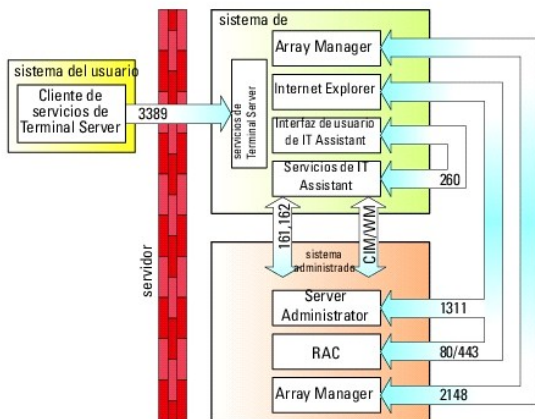 sistema del usuario
Cliente de
servicios de
Terminal Server
3389
servidor
sistema de
servicios de
Terminal Server
Array Manager
Internet Explorer
Interfaz de usuario
de IT Assistant
Servicios de IT
Assistant
260
161,162
CIM/WM
sistema
administrado
Server
Administrator
1311
RAC
80/443
Array Manager
2148